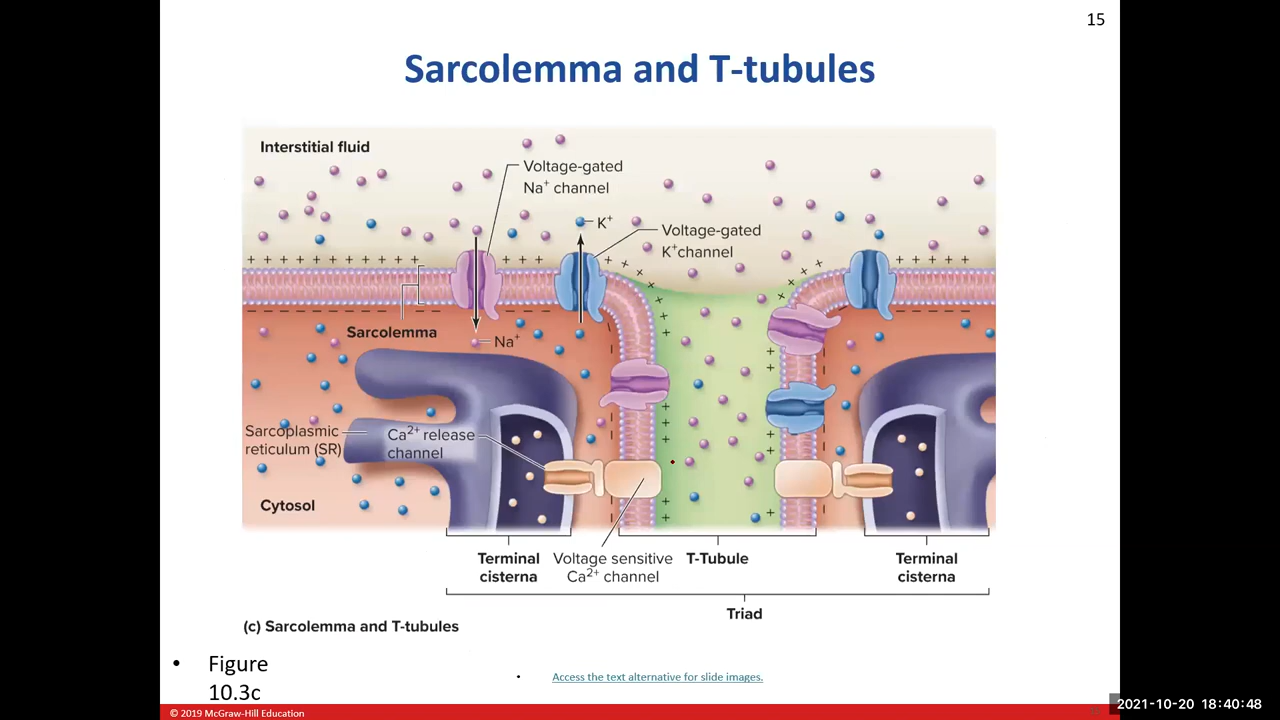 15
Sarcolemma and T-tubules
Interstitial fluid
Voltage-gated
Na⁺ channel
K⁺
Voltage-gated
K⁺channel
Sarcolemma
Na⁺
Sarcoplasmic
reticulum (SR)
Ca²⁺ release
channel
Cytosol
Terminal
cisterna
Voltage sensitive
Ca²⁺ channel
T-Tubule
Terminal
cisterna
Triad
(c) Sarcolemma and T-tubules
• Figure
10.3c
• Access the text alternative for slide images.
© 2019 McGraw-Hill Education
2021-10-20 18:40:48